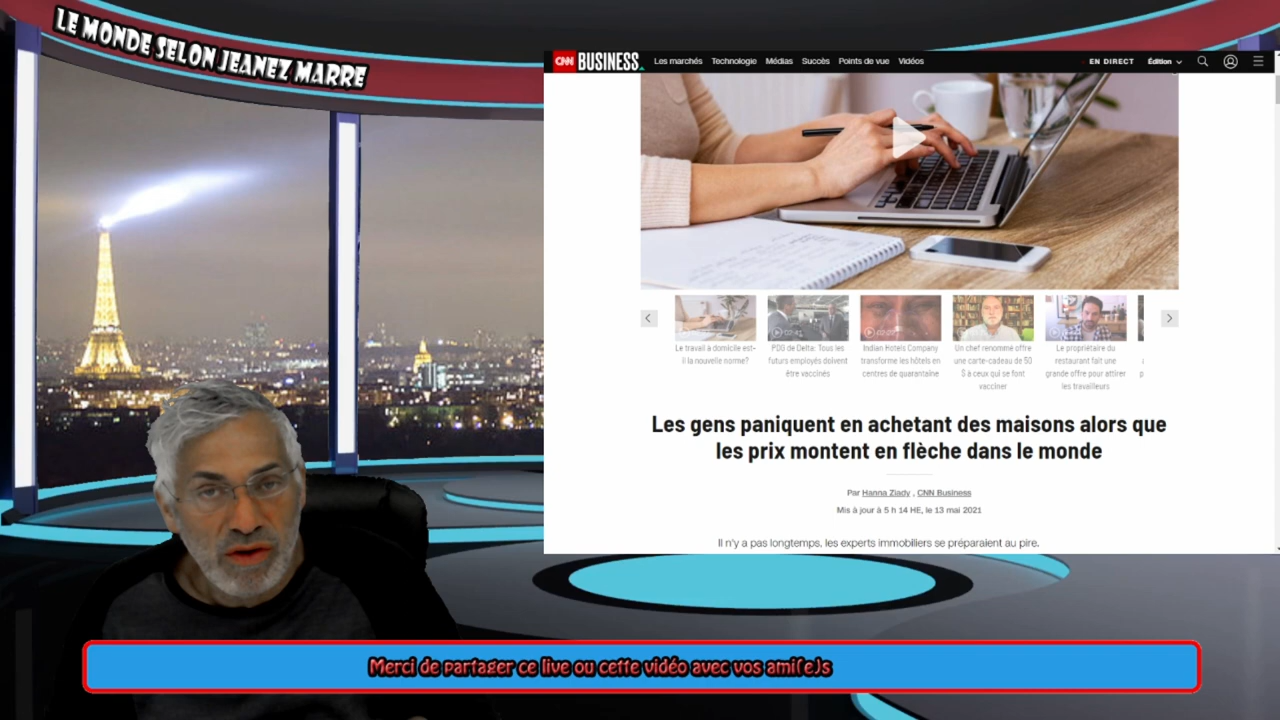 LE MONDE SELON JEANEZ MARRE
CNN BUSINESS
Les marchés Technologie Médias Succès Points de vue Vidéos
EN DIRECT Édition
Le travail à domicile est-
il la nouvelle norme?
02:41
PDG de Delta: Tous les
futurs employés doivent
être vaccinés
Indian Hotels Company
transforme les hôtels en
centres de quarantaine
Un chef renommé offre
une carte-cadeau de 50
$ à ceux qui se font
vacciner
Le propriétaire du
restaurant fait une
grande offre pour attirer
les travailleurs
Les gens paniquent en achetant des maisons alors que
les prix montent en flèche dans le monde
Par Hanna Ziady , CNN Business
Mis à jour à 5 h 14 HE, le 13 mai 2021
Il n'y a pas longtemps, les experts immobiliers se préparaient au pire.
Merci de partager ce live ou cette vidéo avec vos ami(e)s